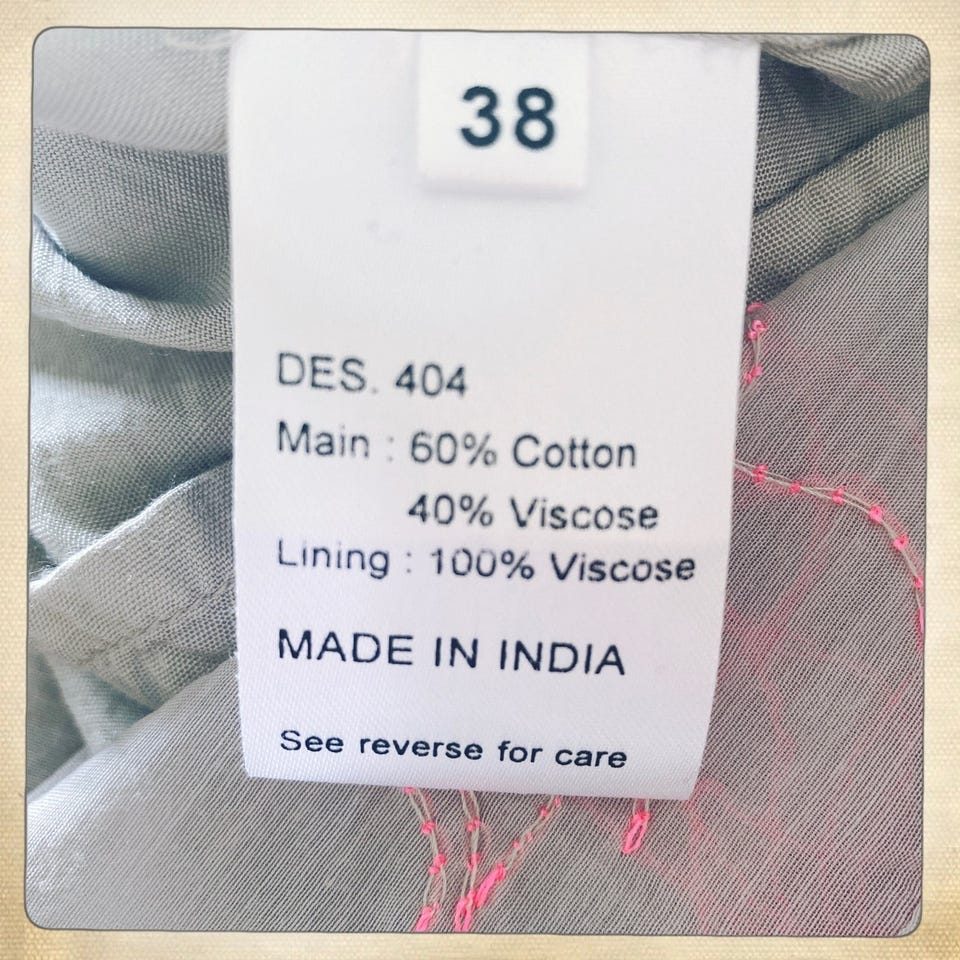 38
DES. 404
Main : 60% Cotton
40% Viscose
Lining : 100% Viscose
MADE IN INDIA
See reverse for care